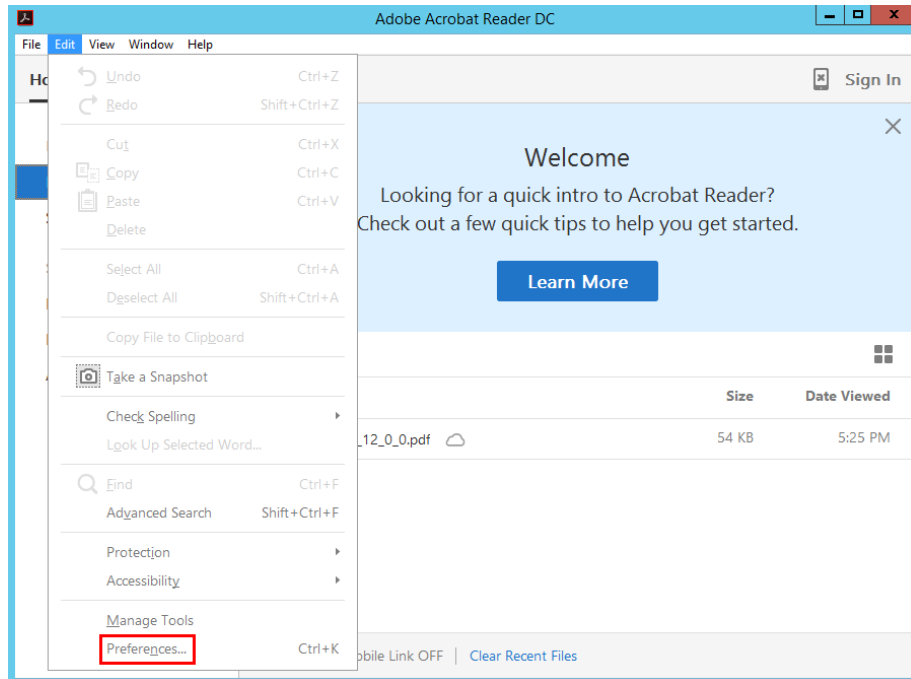 Adobe Acrobat Reader DC
File Edit View Window Help
Sign In
Undo Ctrl+Z
Redo Shift+Ctrl+Z
Cut Ctrl+X
Copy Ctrl+C
Paste Ctrl+V
Delete
Select All Ctrl+A
Deselect All Shift+Ctrl+A
Copy File to Clipboard
Take a Snapshot
Check Spelling
Look Up Selected Word...
Find Ctrl+F
Advanced Search Shift+Ctrl+F
Protection
Accessibility
Manage Tools
Preferences... Ctrl+K
Welcome
Looking for a quick intro to Acrobat Reader?
Check out a few quick tips to help you get started.
Learn More
Size Date Viewed
_12_0_0.pdf 54 KB 5:25 PM
obile Link OFF Clear Recent Files